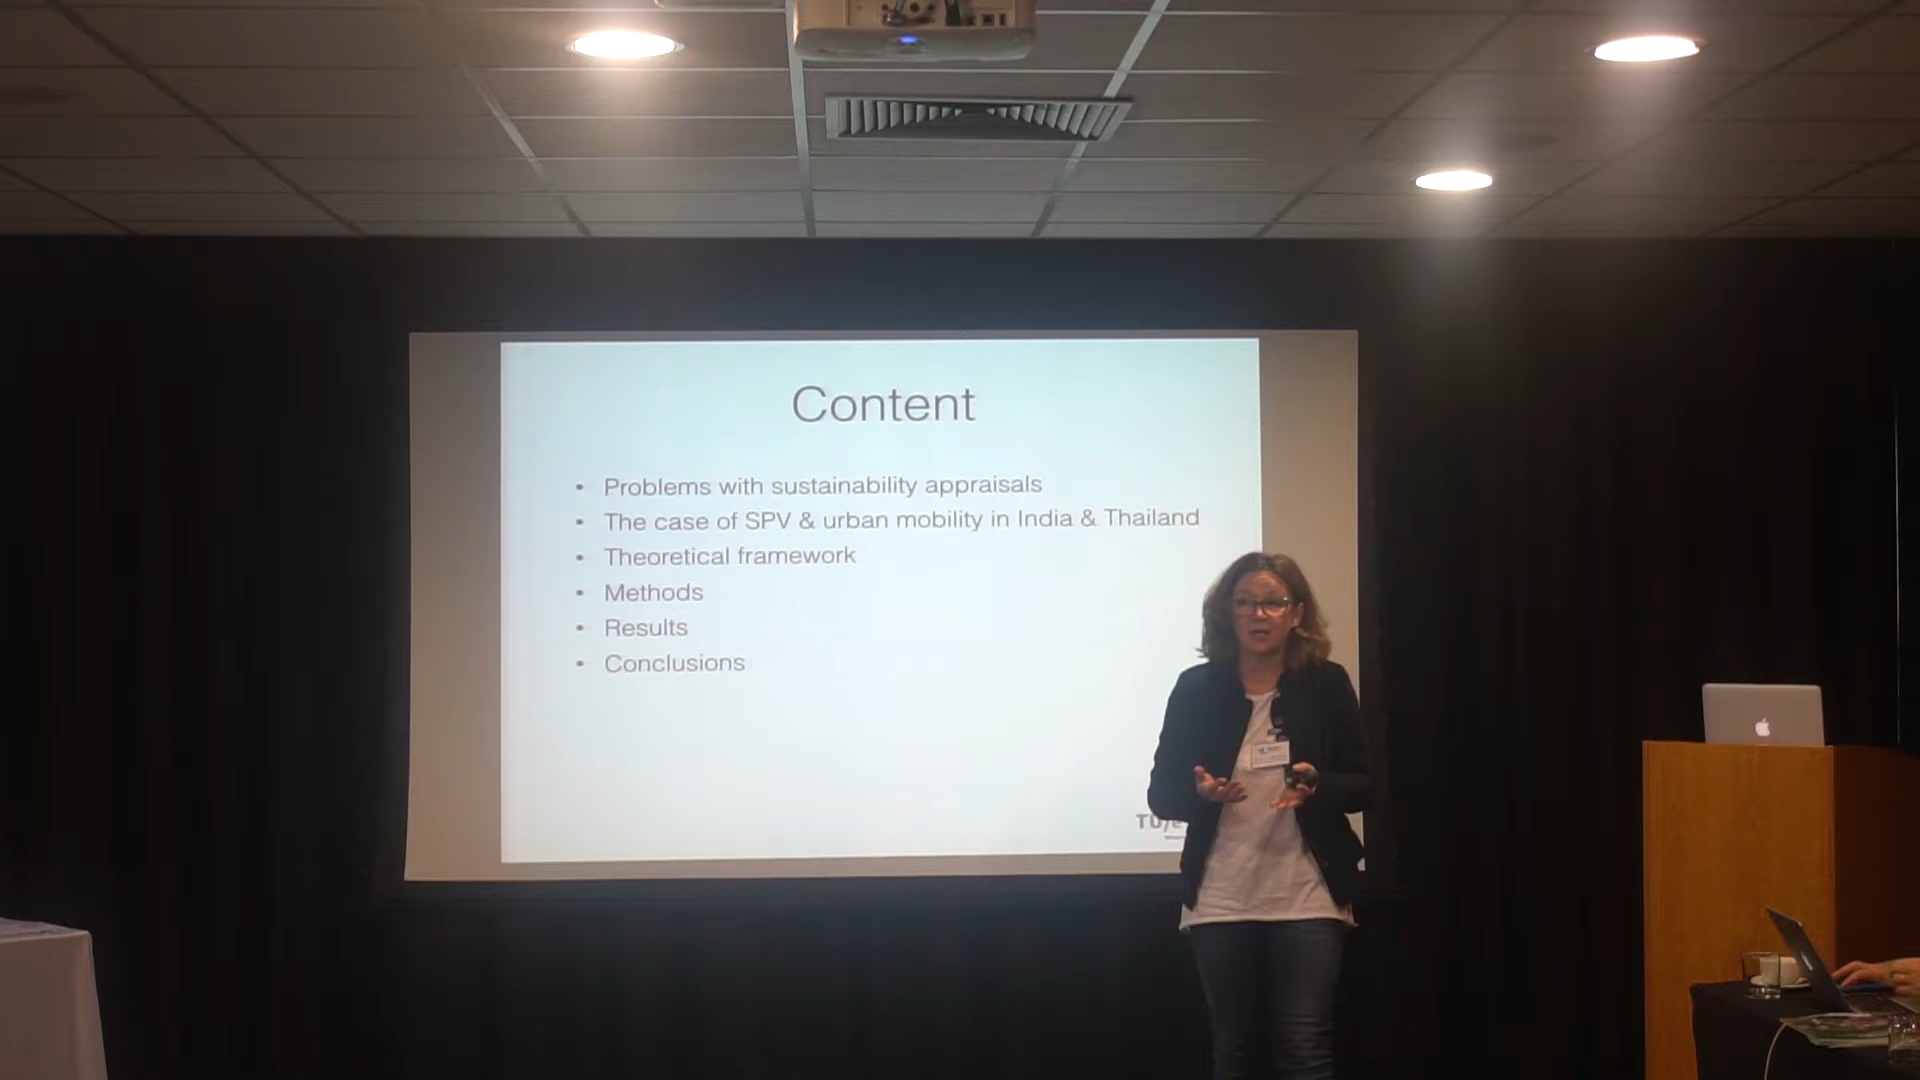 Content
• Problems with sustainability appraisals
• The case of SPV & urban mobility in India & Thailand
• Theoretical framework
• Methods
• Results
• Conclusions
TU/e